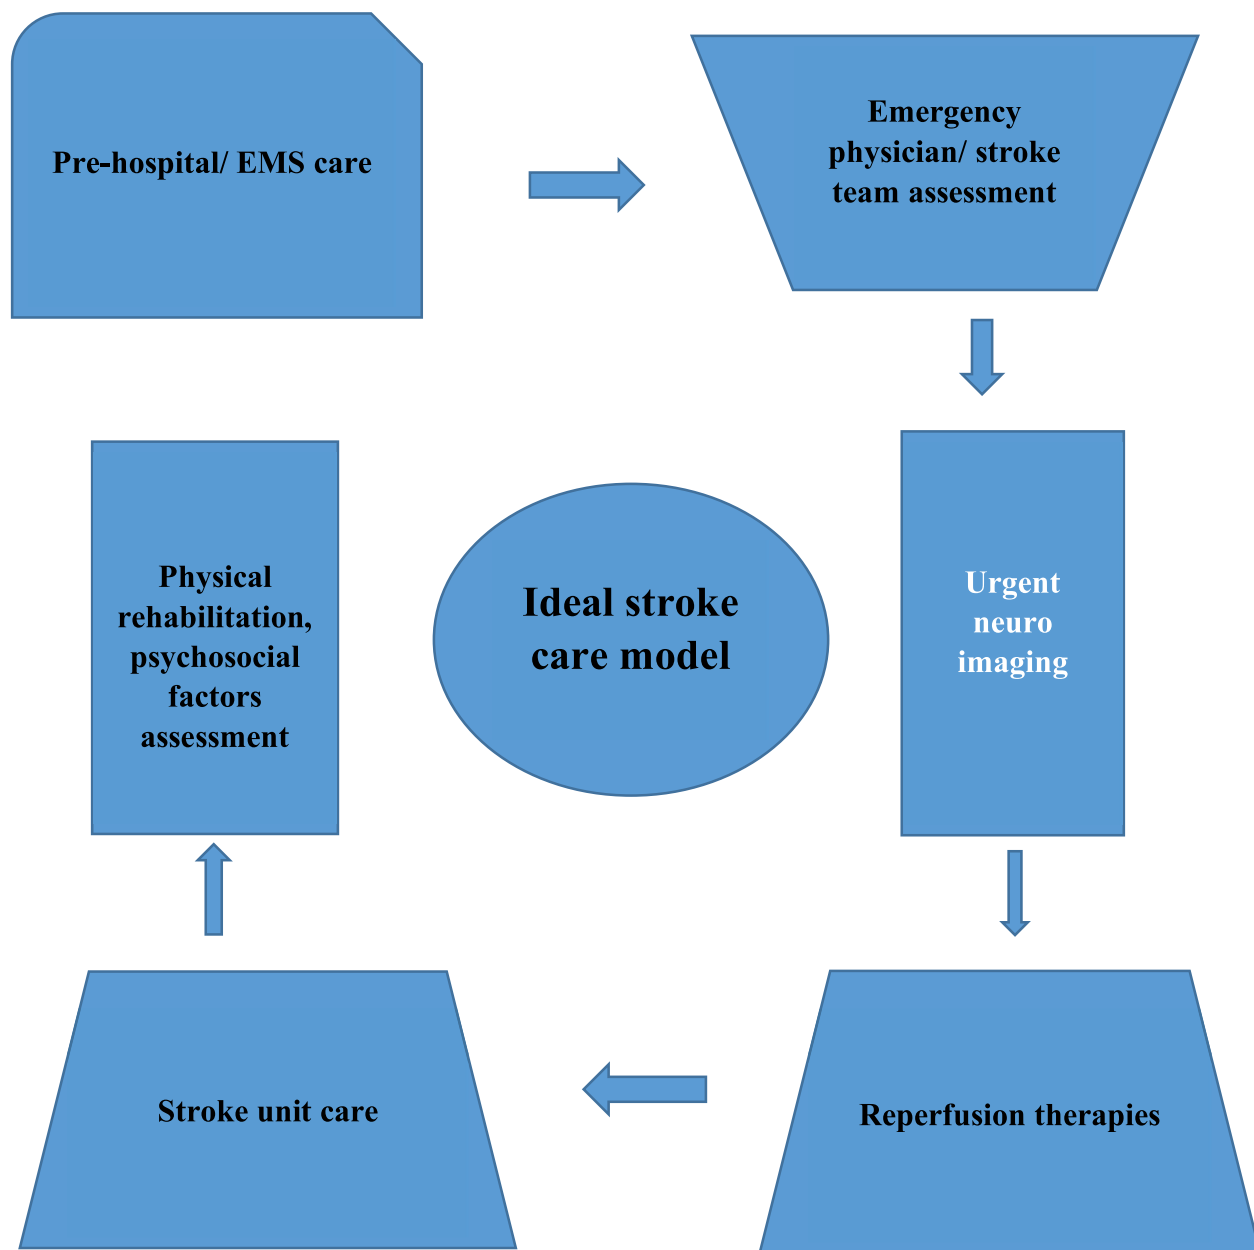 Pre-hospital/ EMS care
Emergency
physician/ stroke
team assessment
Physical
rehabilitation,
psychosocial
factors
assessment
Ideal stroke
care model
Urgent
neuro
imaging
Stroke unit care
Reperfusion therapies